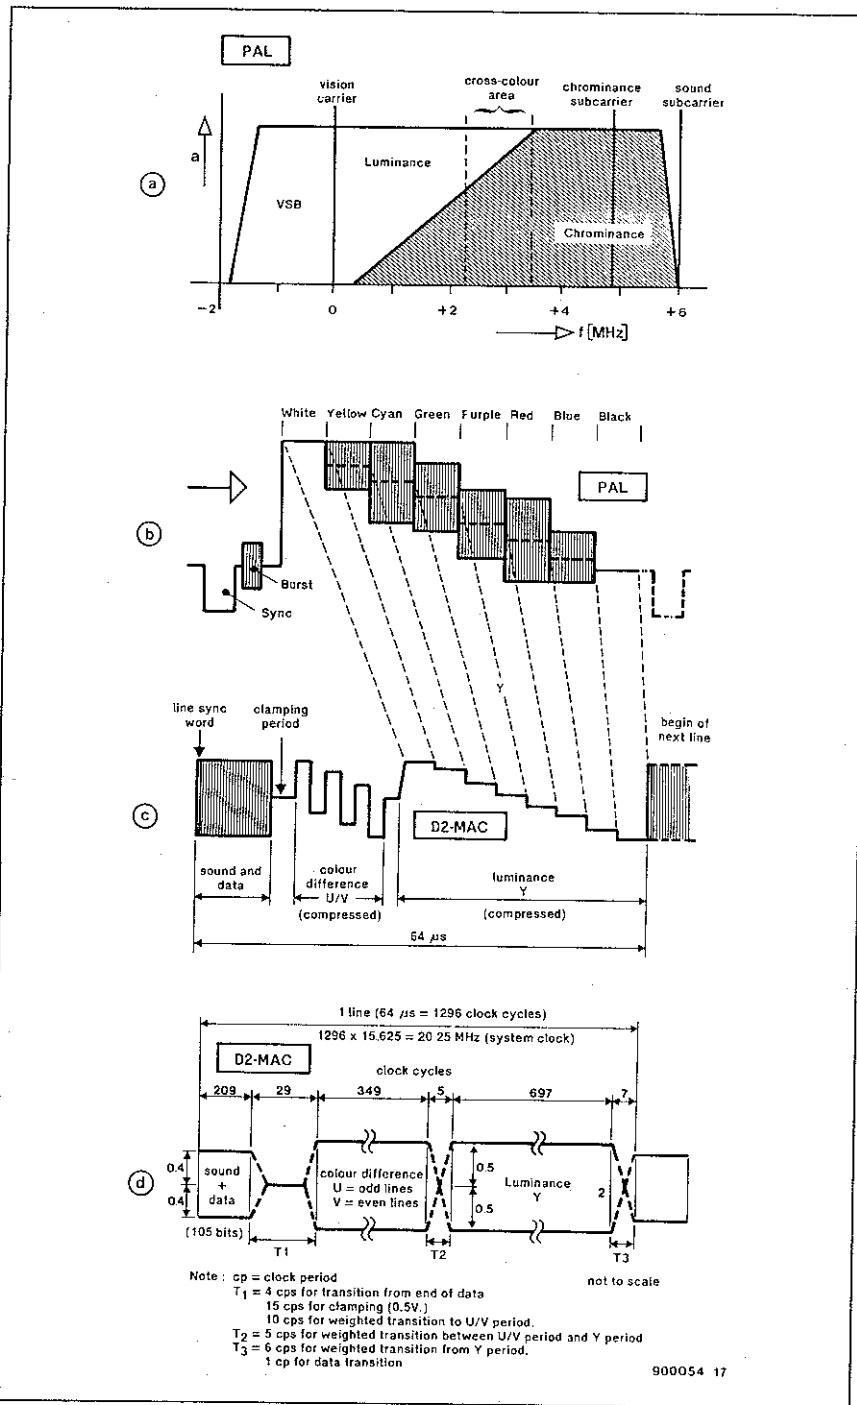 PAL
vision carrier
cross-colour area
chrominance subcarrier
sound subcarrier
a
a
Luminance
VSB
Chrominance
−2
0
+2
+4
+6
f [MHz]
White Yellow Cyan Green Furple Red Blue Black
PAL
b
Burst
Sync
Y
line sync word
clamping period
begin of next line
c
D2-MAC
sound and data
colour difference U/V (compressed)
luminance Y (compressed)
64 µs
1 line (64 µs = 1296 clock cycles)
1296 x 15.625 = 20 25 MHz (system clock)
D2-MAC
clock cycles
209 29 349 5 697 7
0.4
0.4
d
sound + data
colour difference
U = odd lines
V = even lines
0.5
0.5
Luminance Y
2
(105 bits)
T1
T2
T3
Note : cp = clock period
not to scale
T1 = 4 cps for transition from end of data
15 cps for clamping (0.5V.)
10 cps for weighted transition to U/V period.
T2 = 5 cps for weighted transition between U/V period and Y period
T3 = 6 cps for weighted transition from Y period.
1 cp for data transition
900054 17